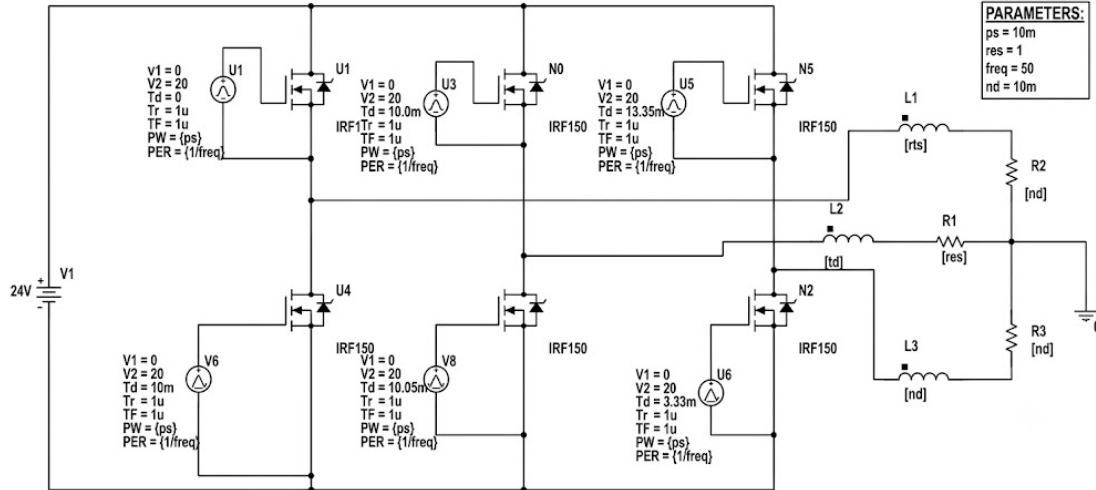 PARAMETERS:
ps = 10m
res = 1
freq = 50
nd = 10m
V1 = 0
V2 = 20
Td = 0
Tr = 1u
TF = 1u
PW = {ps}
PER = {1/freq}
U1
U1
IRF1
V1 = 0
V2 = 20
Td = 10.0m
Tr = 1u
TF = 1u
PW = {ps}
PER = {1/freq}
U3
N0
IRF150
V1 = 0
V2 = 20
Td = 13.35m
Tr = 1u
TF = 1u
PW = {ps}
PER = {1/freq}
U5
N5
IRF150
L1
[rts]
R2
[nd]
L2
[td]
R1
[res]
R3
[nd]
L3
[nd]
0
V1
24V
+
-
U4
IRF150
V1 = 0
V2 = 20
Td = 10m
Tr = 1u
TF = 1u
PW = {ps}
PER = {1/freq}
V6
V1 = 0
V2 = 20
Td = 10.05m
Tr = 1u
TF = 1u
PW = {ps}
PER = {1/freq}
V8
IRF150
V1 = 0
V2 = 20
Td = 3.33m
Tr = 1u
TF = 1u
PW = {ps}
PER = {1/freq}
U6
N2
IRF150